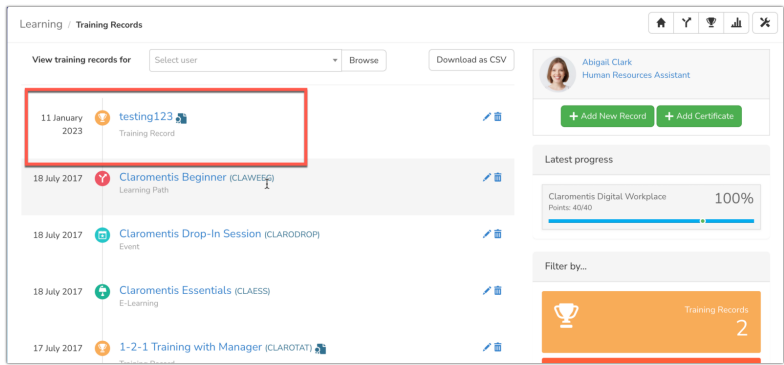 Learning / Training Records
View training records for
Select user
Browse
Download as CSV
11 January
2023
testing123
Training Record
18 July 2017
Claromentis Beginner (CLAWEES)
Learning Path
18 July 2017
Claromentis Drop-In Session (CLARODROP)
Event
18 July 2017
Claromentis Essentials (CLAESS)
E-Learning
17 July 2017
1-2-1 Training with Manager (CLAROTAT)
Training Record
Abigail Clark
Human Resources Assistant
Add New Record
Add Certificate
Latest progress
Claromentis Digital Workplace
100%
Points: 40/40
Filter by...
Training Records
2